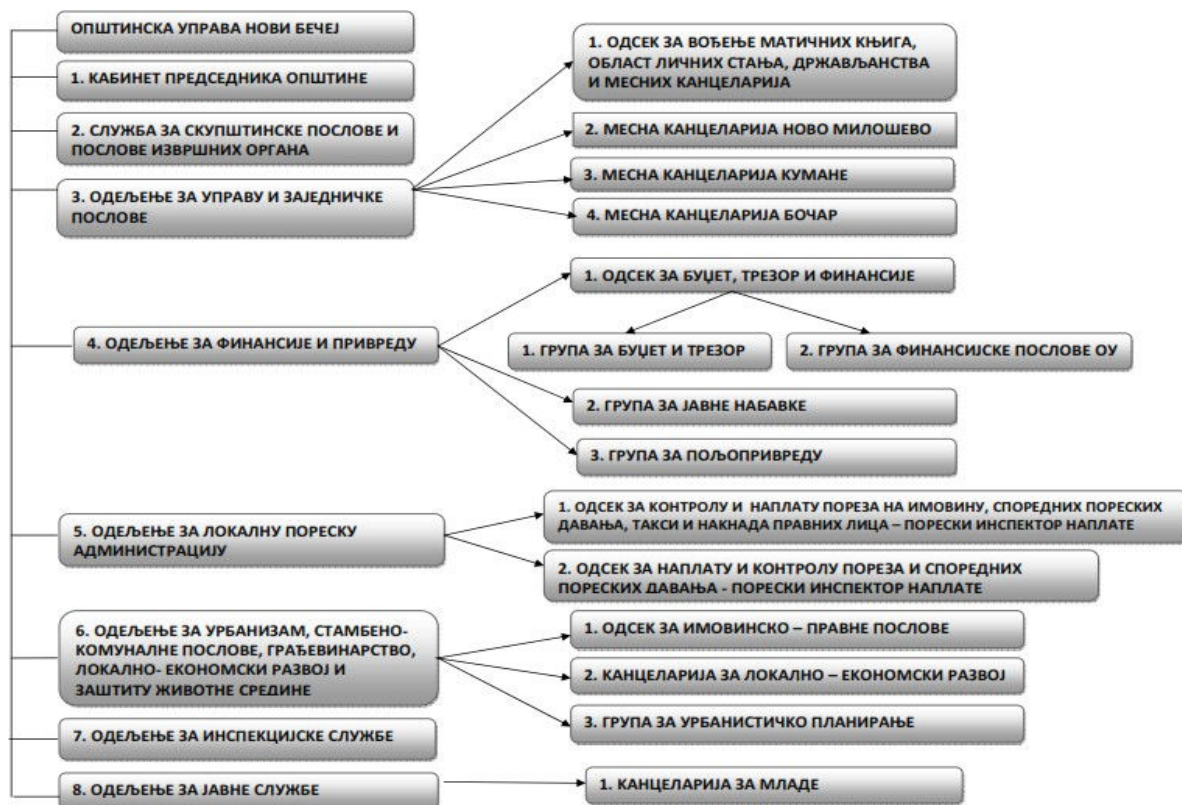 ОПШТИНСКА УПРАВА НОВИ БЕЧЕЈ
1. КАБИНЕТ ПРЕДСЕДНИКА ОПШТИНЕ
2. СЛУЖБА ЗА СКУПШТИНСКЕ ПОСЛОВЕ И
ПОСЛОВЕ ИЗВРШНИХ ОРГАНА
3. ОДЕЉЕЊЕ ЗА УПРАВУ И ЗАЈЕДНИЧКЕ
ПОСЛОВЕ
1. ОДСЕК ЗА ВОЂЕЊЕ МАТИЧНИХ КЊИГА,
ОБЛАСТ ЛИЧНИХ СТАЊА, ДРЖАВЉАНСТВА
И МЕСНИХ КАНЦЕЛАРИЈА
2. МЕСНА КАНЦЕЛАРИЈА НОВО МИЛОШЕВО
3. МЕСНА КАНЦЕЛАРИЈА КУМАНЕ
4. МЕСНА КАНЦЕЛАРИЈА БОЧАР
4. ОДЕЉЕЊЕ ЗА ФИНАНСИЈЕ И ПРИВРЕДУ
1. ОДСЕК ЗА БУЏЕТ, ТРЕЗОР И ФИНАНСИЈЕ
1. ГРУПА ЗА БУЏЕТ И ТРЕЗОР
2. ГРУПА ЗА ФИНАНСИЈСКЕ ПОСЛОВЕ ОУ
2. ГРУПА ЗА ЈАВНЕ НАБАВКЕ
3. ГРУПА ЗА ПОЉОПРИВРЕДУ
5. ОДЕЉЕЊЕ ЗА ЛОКАЛНУ ПОРЕСКУ
АДМИНИСТРАЦИЈУ
1. ОДСЕК ЗА КОНТРОЛУ И НАПЛАТУ ПОРЕЗА НА ИМОВИНУ, СПОРЕДНИХ ПОРЕСКИХ
ДАВАЊА, ТАКСИ И НАКНАДА ПРАВНИХ ЛИЦА – ПОРЕСКИ ИНСПЕКТОР НАПЛАТЕ
2. ОДСЕК ЗА НАПЛАТУ И КОНТРОЛУ ПОРЕЗА И СПОРЕДНИХ
ПОРЕСКИХ ДАВАЊА - ПОРЕСКИ ИНСПЕКТОР НАПЛАТЕ
6. ОДЕЉЕЊЕ ЗА УРБАНИЗАМ, СТАМБЕНО-
КОМУНАЛНЕ ПОСЛОВЕ, ГРАЂЕВИНАРСТВО,
ЛОКАЛНО- ЕКОНОМСКИ РАЗВОЈ И
ЗАШТИТУ ЖИВОТНЕ СРЕДИНЕ
1. ОДСЕК ЗА ИМОВИНСКО – ПРАВНЕ ПОСЛОВЕ
2. КАНЦЕЛАРИЈА ЗА ЛОКАЛНО – ЕКОНОМСКИ РАЗВОЈ
3. ГРУПА ЗА УРБАНИСТИЧКО ПЛАНИРАЊЕ
7. ОДЕЉЕЊЕ ЗА ИНСПЕКЦИЈСКЕ СЛУЖБЕ
8. ОДЕЉЕЊЕ ЗА ЈАВНЕ СЛУЖБЕ
1. КАНЦЕЛАРИЈА ЗА МЛАДЕ